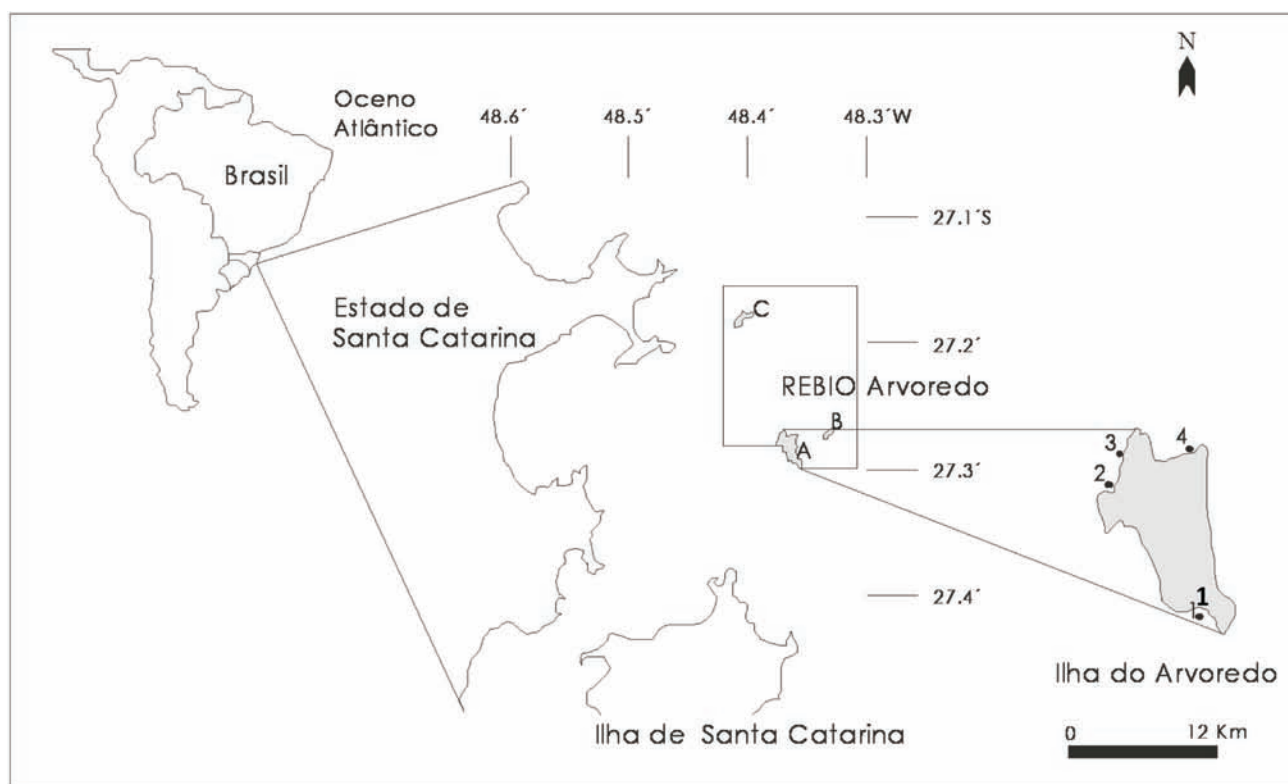 N
Oceno
Atlântico
48.6´
48.5´
48.4´
48.3´W
Brasil
27.1´S
Estado de
Santa Catarina
C
27.2´
REBIO Arvoredo
B
A
27.3´
3
4
2
27.4´
1
Ilha do Arvoredo
Ilha de Santa Catarina
0
12 Km